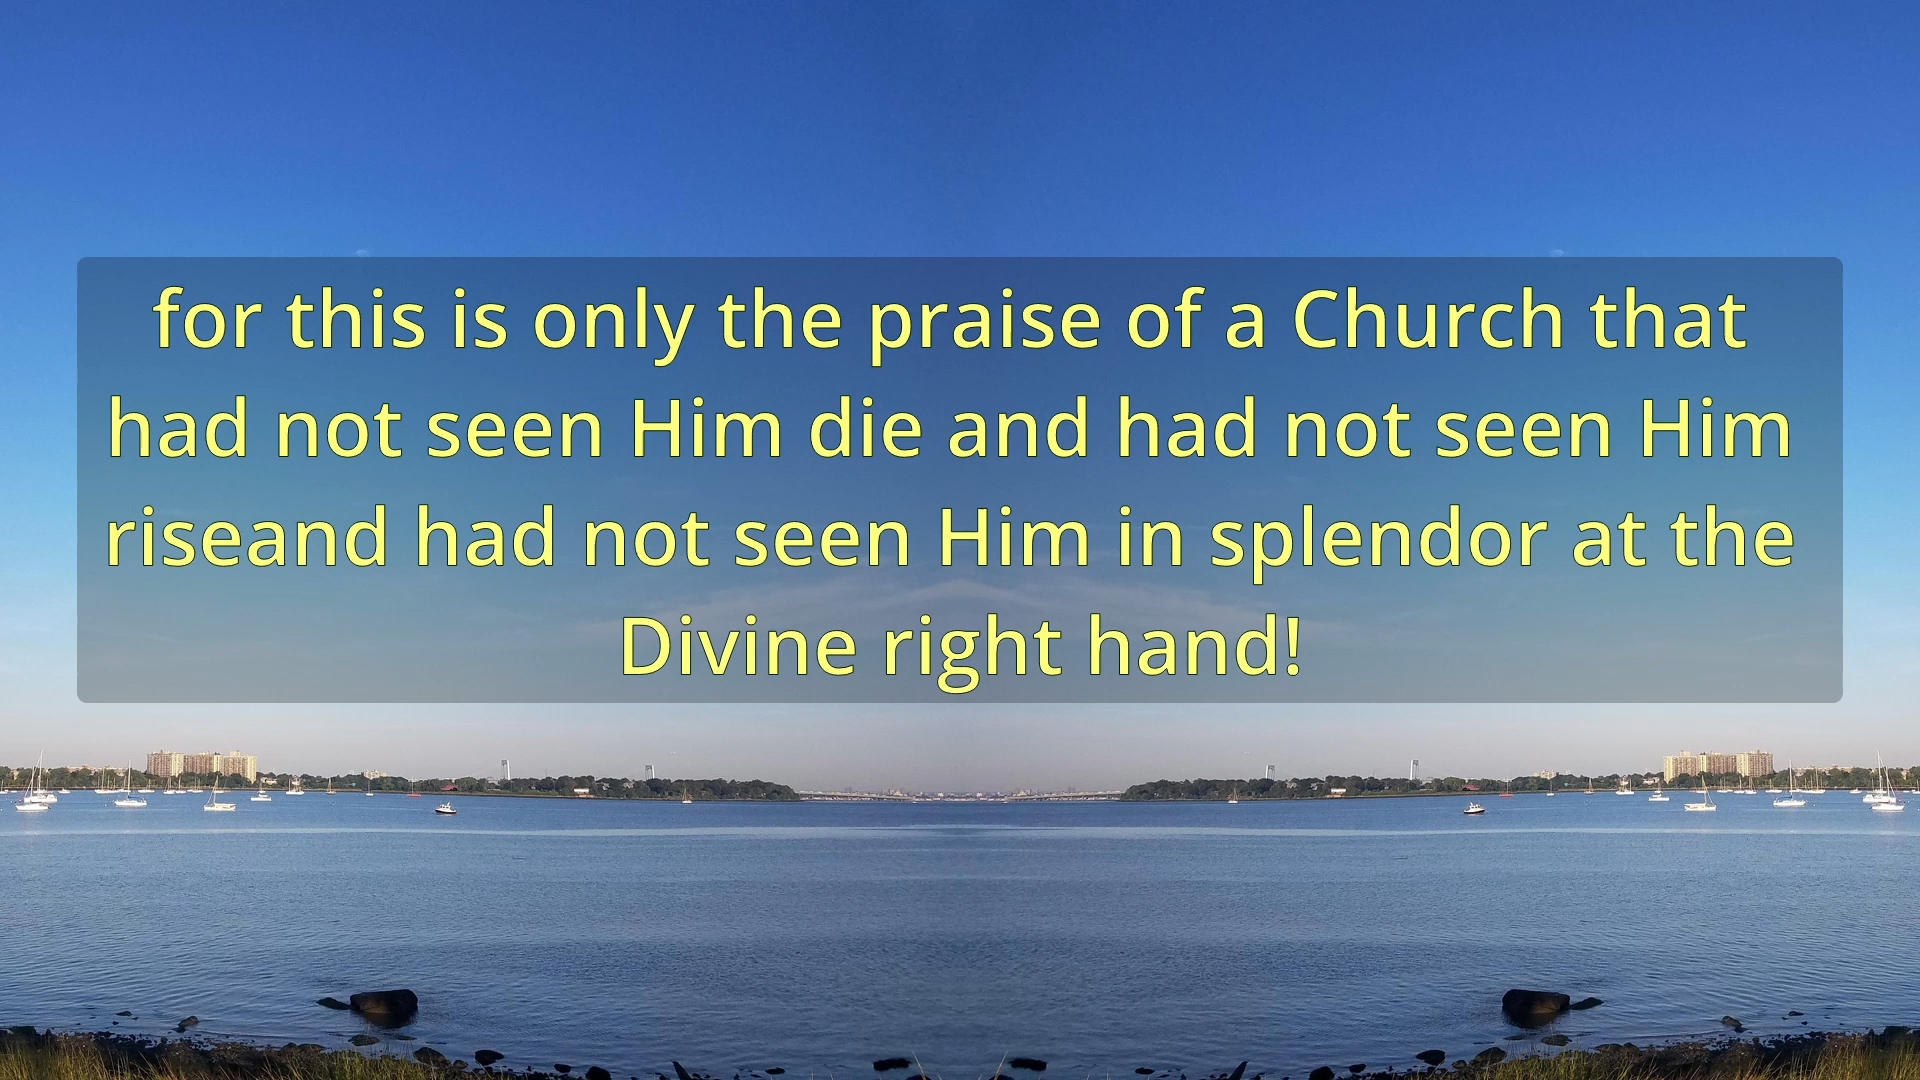 for this is only the praise of a Church that
had not seen Him die and had not seen Him
riseand had not seen Him in splendor at the
Divine right hand!